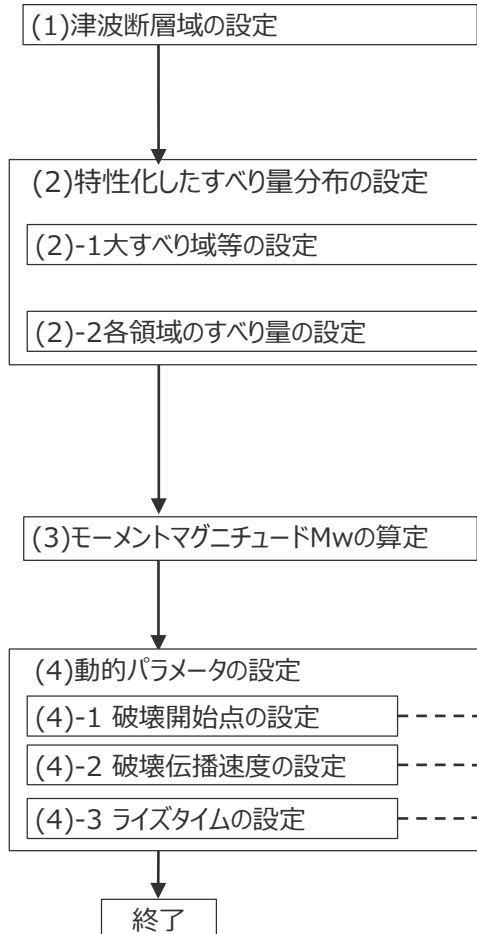 (1)津波断層域の設定
(2)特性化したすべり量分布の設定
(2)-1大すべり域等の設定
(2)-2各領域のすべり量の設定
(3)モーメントマグニチュードMwの算定
(4)動的パラメータの設定
(4)-1 破壊開始点の設定
(4)-2 破壊伝播速度の設定
(4)-3 ライズタイムの設定
終了